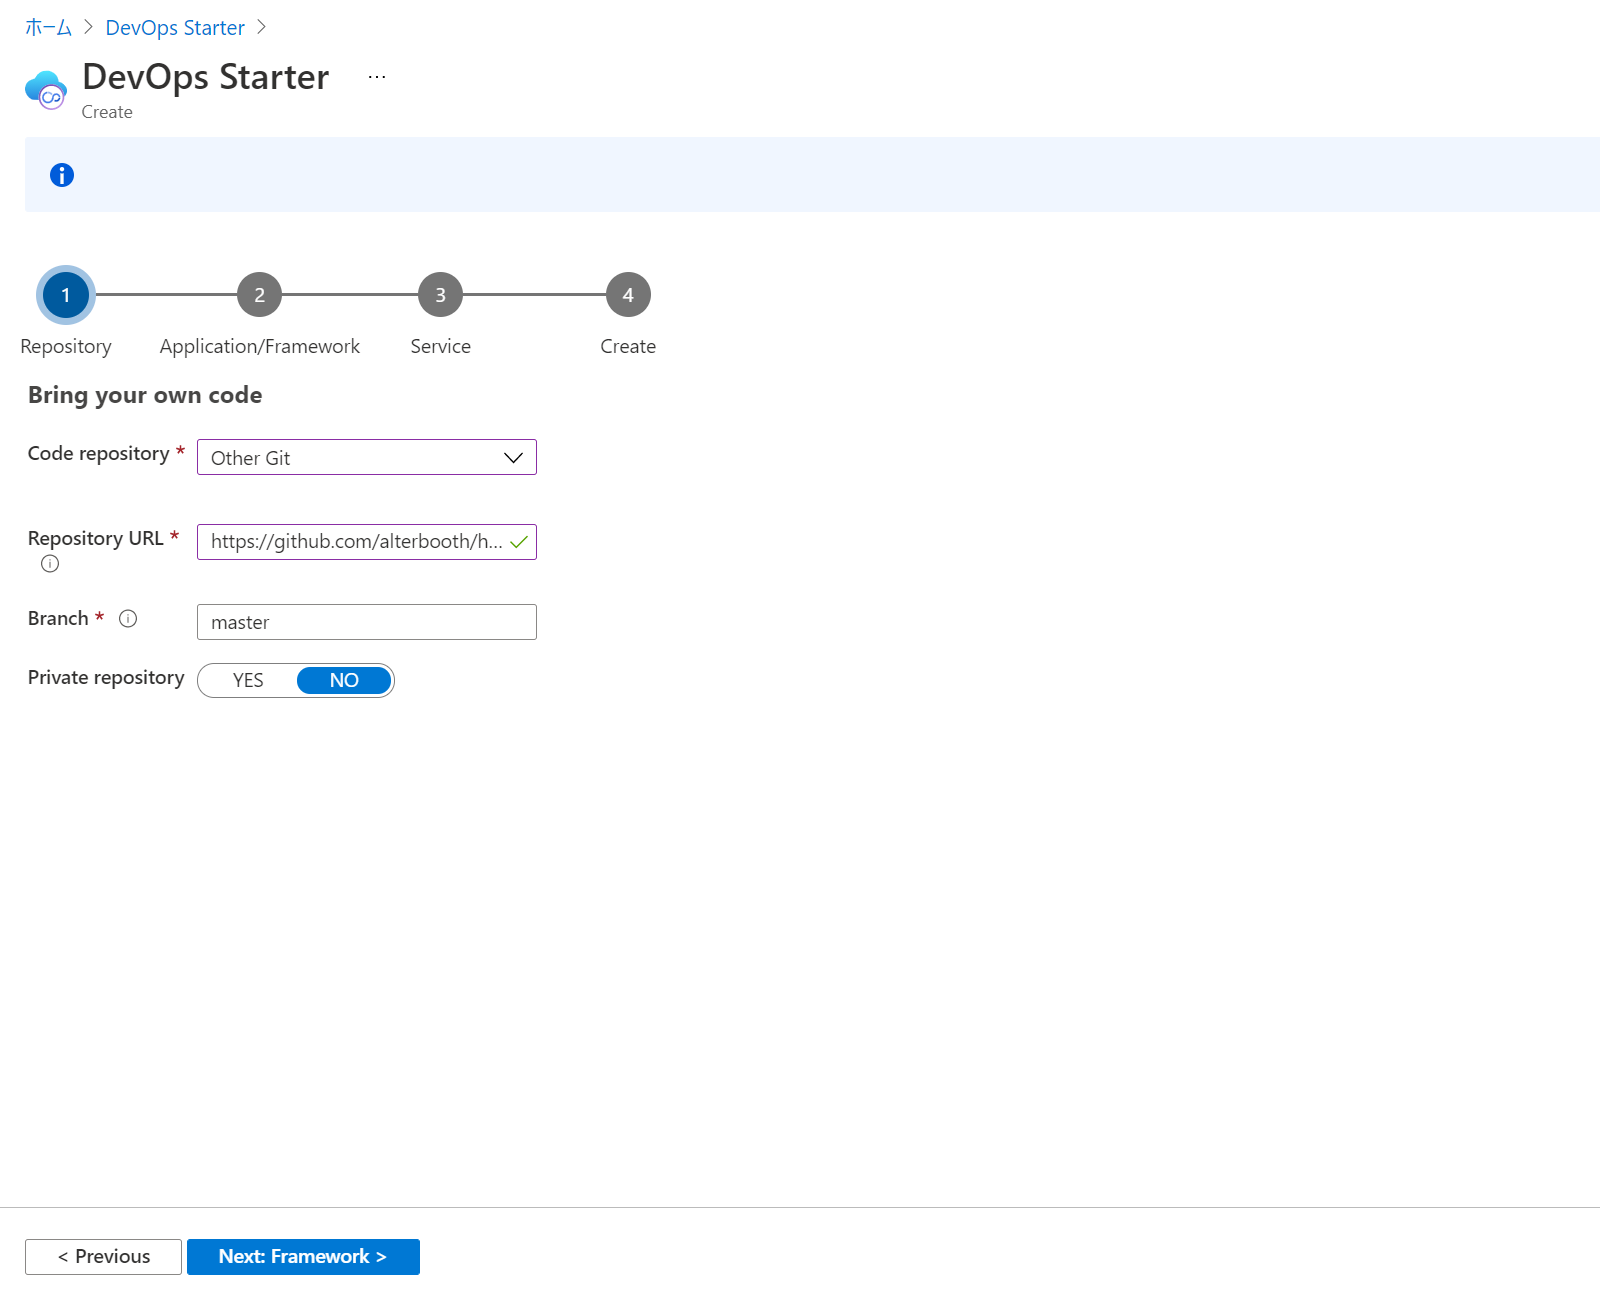 ホーム > DevOps Starter >
DevOps Starter ...
Create
1 2 3 4
Repository Application/Framework Service Create
Bring your own code
Code repository * Other Git
Repository URL * https://github.com/alterbooth/h...
Branch * master
Private repository YES NO
< Previous Next: Framework >